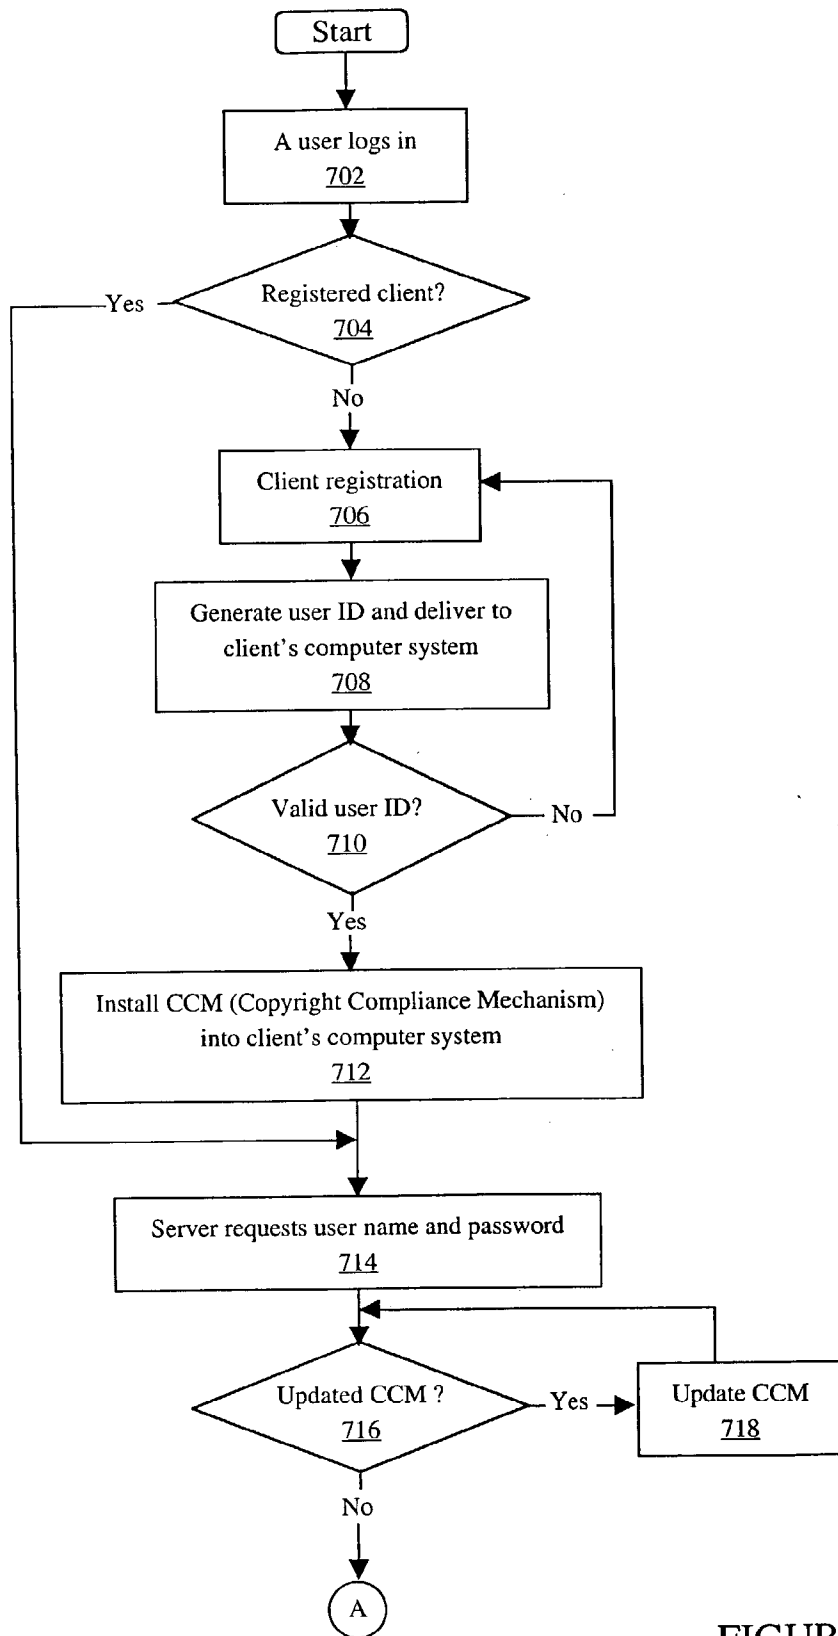 Start
A user logs in
702
Registered client?
704
Yes
No
Client registration
706
Generate user ID and deliver to
client's computer system
708
Valid user ID?
710
No
Yes
Install CCM (Copyright Compliance Mechanism)
into client's computer system
712
Server requests user name and password
714
Updated CCM ?
716
Yes
Update CCM
718
No
A